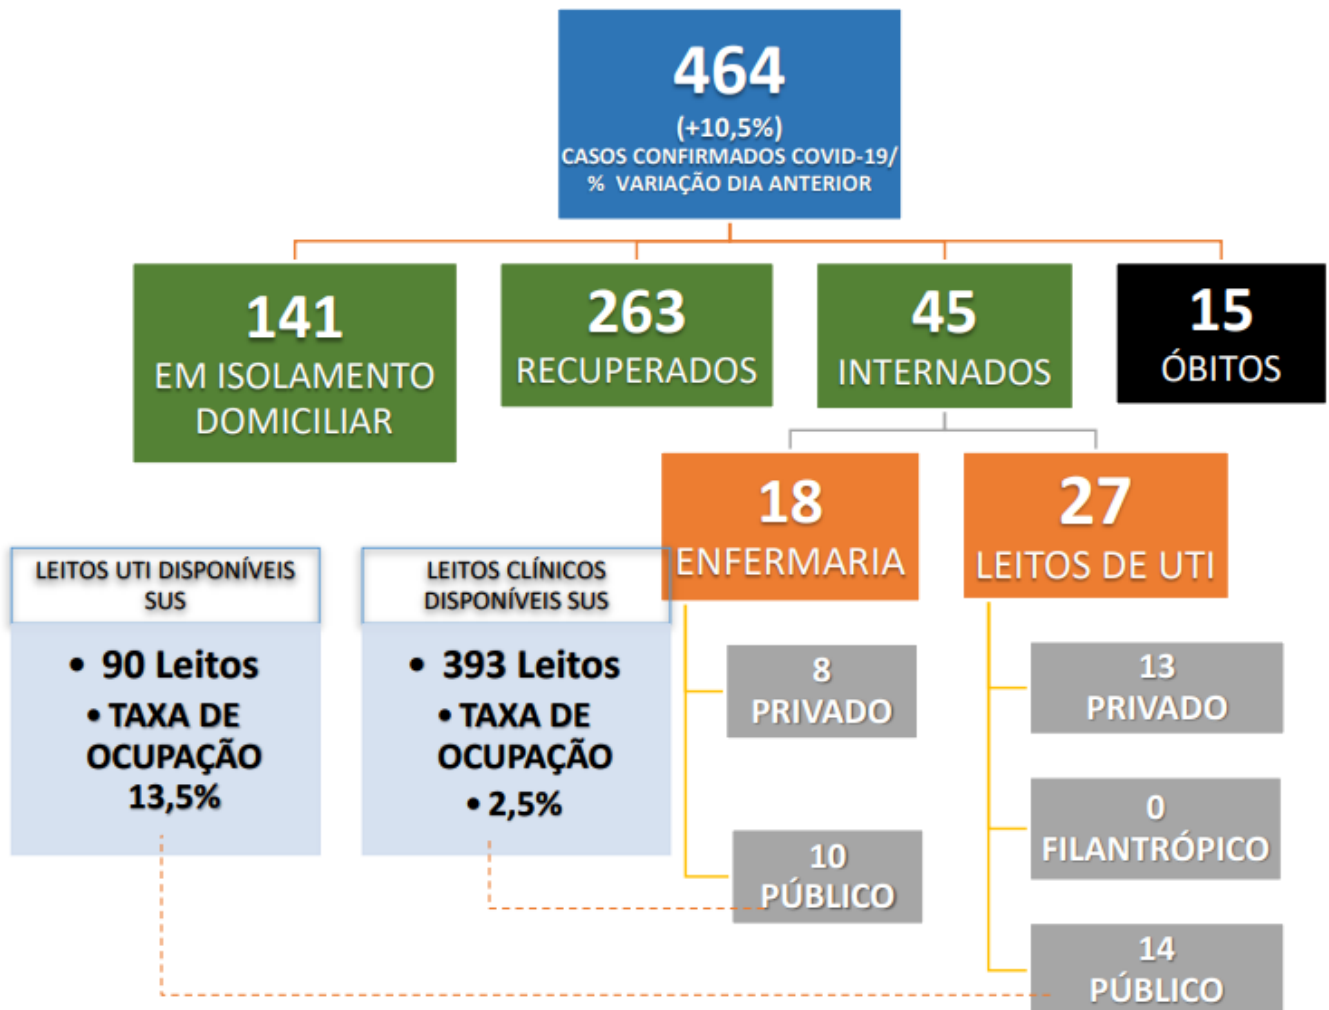 464
(+10,5%)
CASOS CONFIRMADOS COVID-19/
% VARIAÇÃO DIA ANTERIOR
141
EM ISOLAMENTO
DOMICILIAR
263
RECUPERADOS
45
INTERNADOS
15
ÓBITOS
18
ENFERMARIA
27
LEITOS DE UTI
LEITOS UTI DISPONÍVEIS
SUS
• 90 Leitos
• TAXA DE
OCUPAÇÃO
13,5%
LEITOS CLÍNICOS
DISPONÍVEIS SUS
• 393 Leitos
• TAXA DE
OCUPAÇÃO
• 2,5%
8
PRIVADO
10
PÚBLICO
13
PRIVADO
0
FILANTRÓPICO
14
PÚBLICO